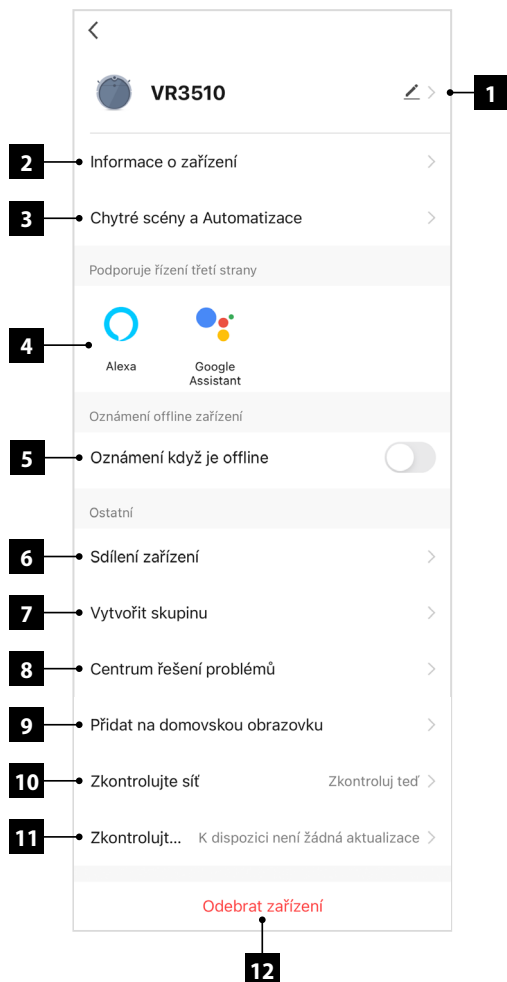 VR3510
1
2
Informace o zařízení
3
Chytré scény a Automatizace
Podporuje řízení třetí strany
4
Alexa
Google
Assistant
Oznámení offline zařízení
5
Oznámení když je offline
Ostatní
6
Sdílení zařízení
7
Vytvořit skupinu
8
Centrum řešení problémů
9
Přidat na domovskou obrazovku
10
Zkontrolujte síť
Zkontroluj teď
11
Zkontrolujt...
K dispozici není žádná aktualizace
Odebrat zařízení
12